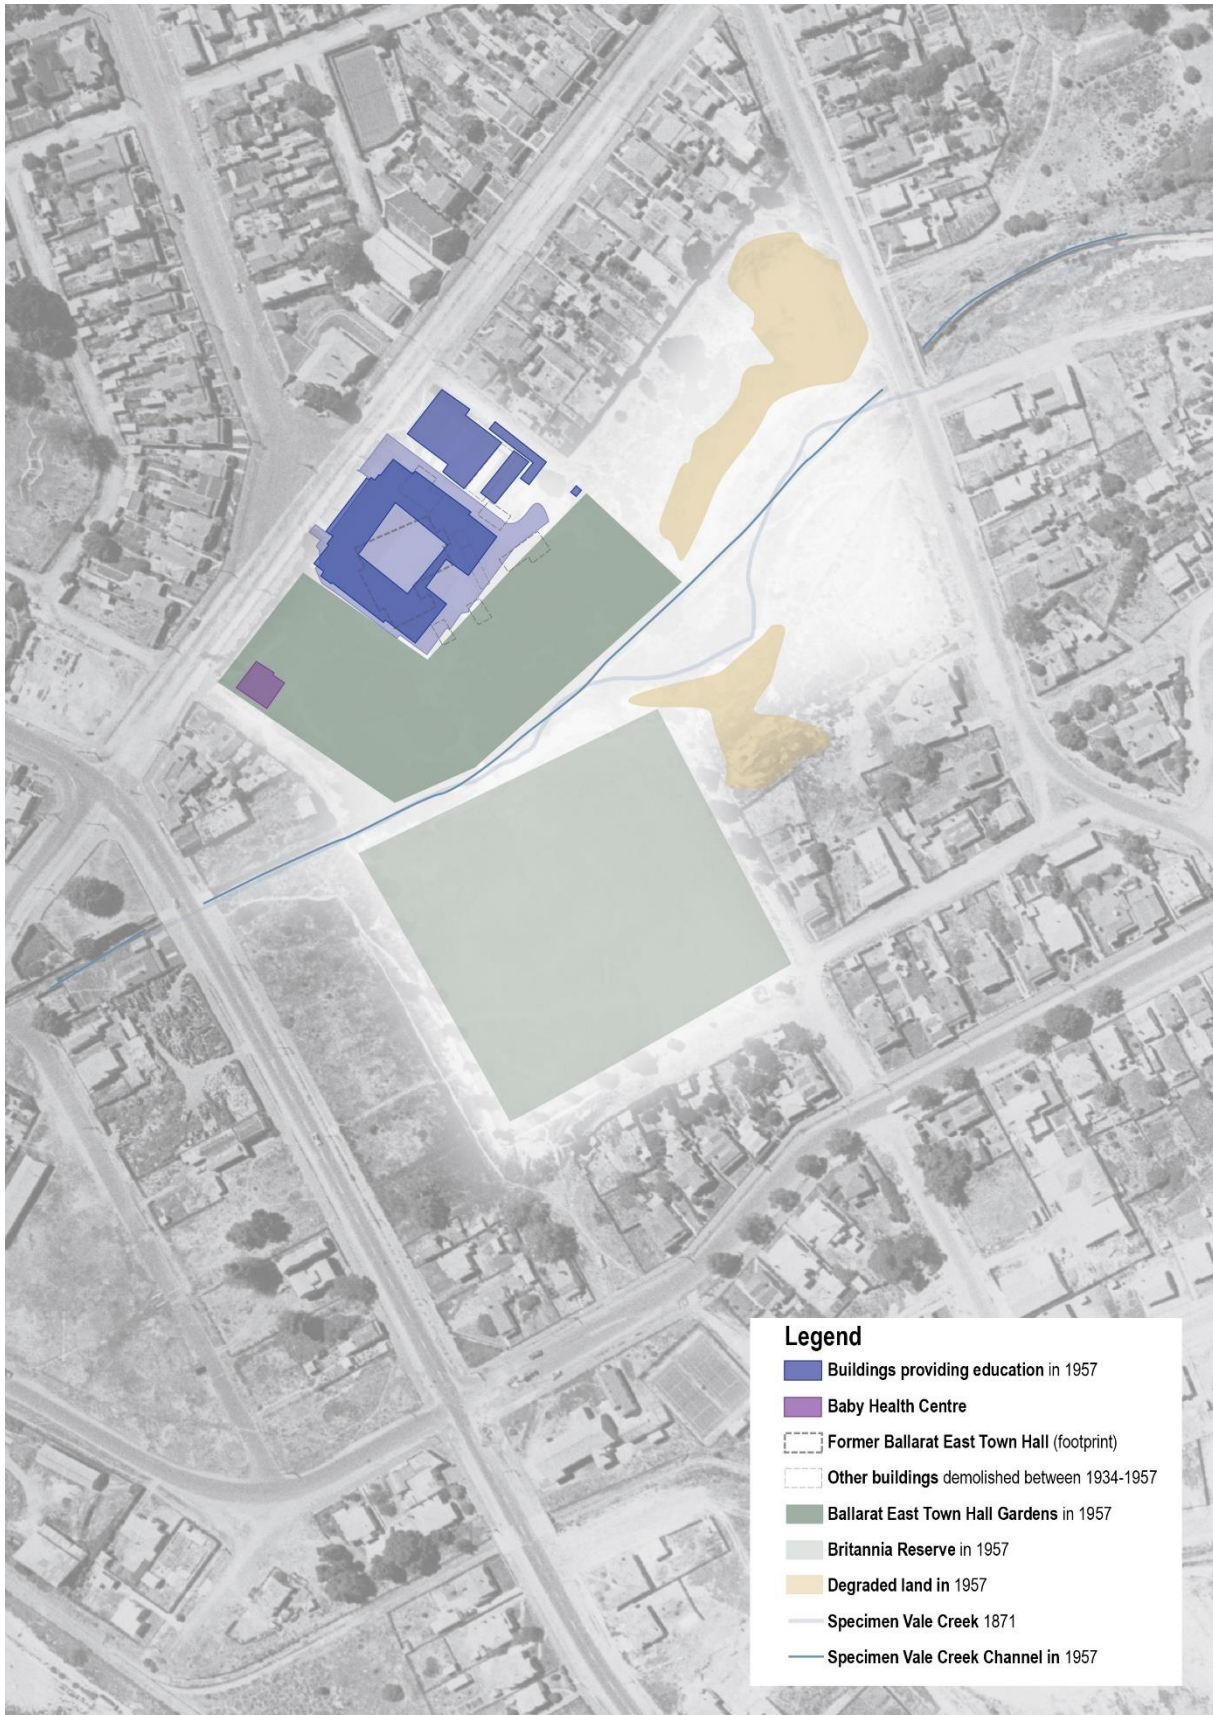 Legend
Buildings providing education in 1957
Baby Health Centre
Former Ballarat East Town Hall (footprint)
Other buildings demolished between 1934-1957
Ballarat East Town Hall Gardens in 1957
Britannia Reserve in 1957
Degraded land in 1957
Specimen Vale Creek 1871
Specimen Vale Creek Channel in 1957